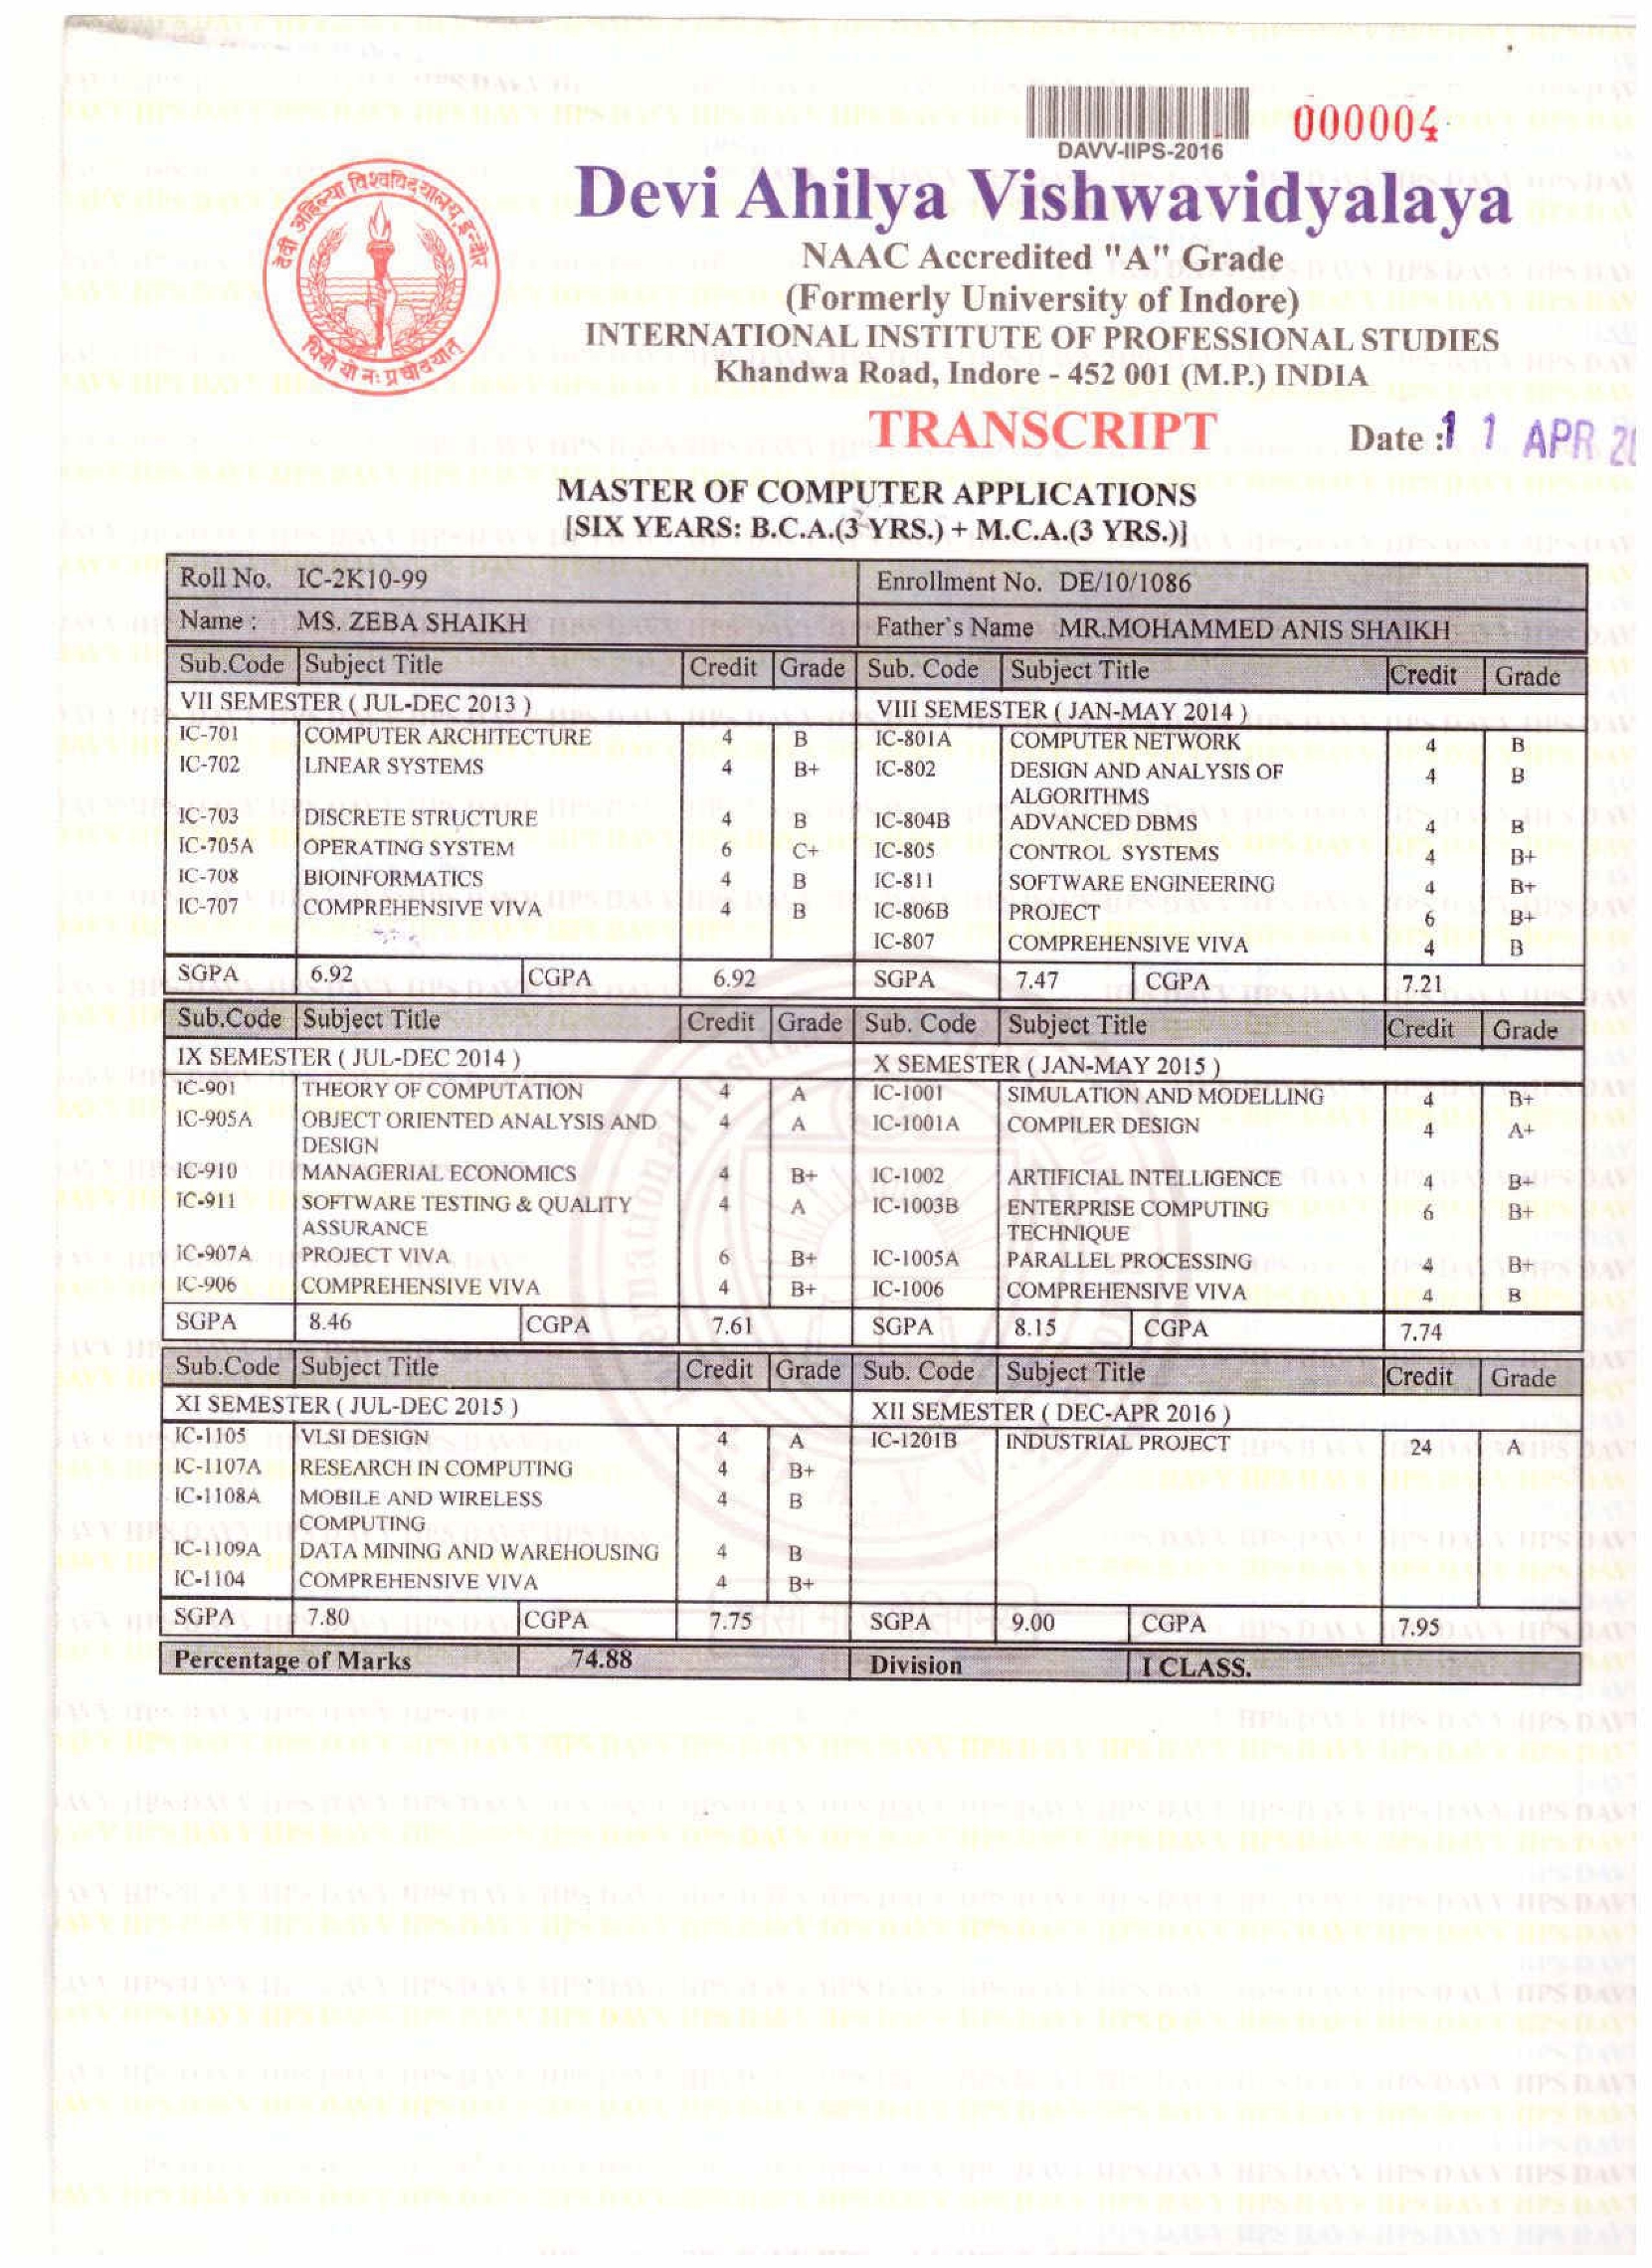 DAVV-IIPS-2016
000004
देवी अहिल्या विश्वविद्यालय, इन्दौर
धियो यो नः प्रचोदयात्
Devi Ahilya Vishwavidyalaya
NAAC Accredited "A" Grade
(Formerly University of Indore)
INTERNATIONAL INSTITUTE OF PROFESSIONAL STUDIES
Khandwa Road, Indore - 452 001 (M.P.) INDIA
TRANSCRIPT
Date : 1 1 APR
MASTER OF COMPUTER APPLICATIONS
[SIX YEARS: B.C.A.(3 YRS.) + M.C.A.(3 YRS.)]
Roll No. IC-2K10-99 Enrollment No. DE/10/1086
Name : MS. ZEBA SHAIKH Father's Name MR.MOHAMMED ANIS SHAIKH
Sub.Code Subject Title Credit Grade Sub. Code Subject Title Credit Grade
VII SEMESTER ( JUL-DEC 2013 ) VIII SEMESTER ( JAN-MAY 2014 )
IC-701 COMPUTER ARCHITECTURE 4 B IC-801A COMPUTER NETWORK 4 B
IC-702 LINEAR SYSTEMS 4 B+ IC-802 DESIGN AND ANALYSIS OF 4 B
ALGORITHMS
IC-703 DISCRETE STRUCTURE 4 B IC-804B ADVANCED DBMS 4 B
IC-705A OPERATING SYSTEM 6 C+ IC-805 CONTROL SYSTEMS 4 B+
IC-708 BIOINFORMATICS 4 B IC-811 SOFTWARE ENGINEERING 4 B+
IC-707 COMPREHENSIVE VIVA 4 B IC-806B PROJECT 6 B+
IC-807 COMPREHENSIVE VIVA 4 B
SGPA 6.92 CGPA 6.92 SGPA 7.47 CGPA 7.21
Sub.Code Subject Title Credit Grade Sub. Code Subject Title Credit Grade
IX SEMESTER ( JUL-DEC 2014 ) X SEMESTER ( JAN-MAY 2015 )
IC-901 THEORY OF COMPUTATION 4 A IC-1001 SIMULATION AND MODELLING 4 B+
IC-905A OBJECT ORIENTED ANALYSIS AND 4 A IC-1001A COMPILER DESIGN 4 A+
DESIGN
IC-910 MANAGERIAL ECONOMICS 4 B+ IC-1002 ARTIFICIAL INTELLIGENCE 4 B+
IC-911 SOFTWARE TESTING & QUALITY 4 A IC-1003B ENTERPRISE COMPUTING 6 B+
ASSURANCE TECHNIQUE
IC-907A PROJECT VIVA 6 B+ IC-1005A PARALLEL PROCESSING 4 B+
IC-906 COMPREHENSIVE VIVA 4 B+ IC-1006 COMPREHENSIVE VIVA 4 B
SGPA 8.46 CGPA 7.61 SGPA 8.15 CGPA 7.74
Sub.Code Subject Title Credit Grade Sub. Code Subject Title Credit Grade
XI SEMESTER ( JUL-DEC 2015 ) XII SEMESTER ( DEC-APR 2016 )
IC-1105 VLSI DESIGN 4 A IC-1201B INDUSTRIAL PROJECT 24 A
IC-1107A RESEARCH IN COMPUTING 4 B+
IC-1108A MOBILE AND WIRELESS 4 B
COMPUTING
IC-1109A DATA MINING AND WAREHOUSING 4 B
IC-1104 COMPREHENSIVE VIVA 4 B+
SGPA 7.80 CGPA 7.75 SGPA 9.00 CGPA 7.95
Percentage of Marks 74.88 Division I CLASS.